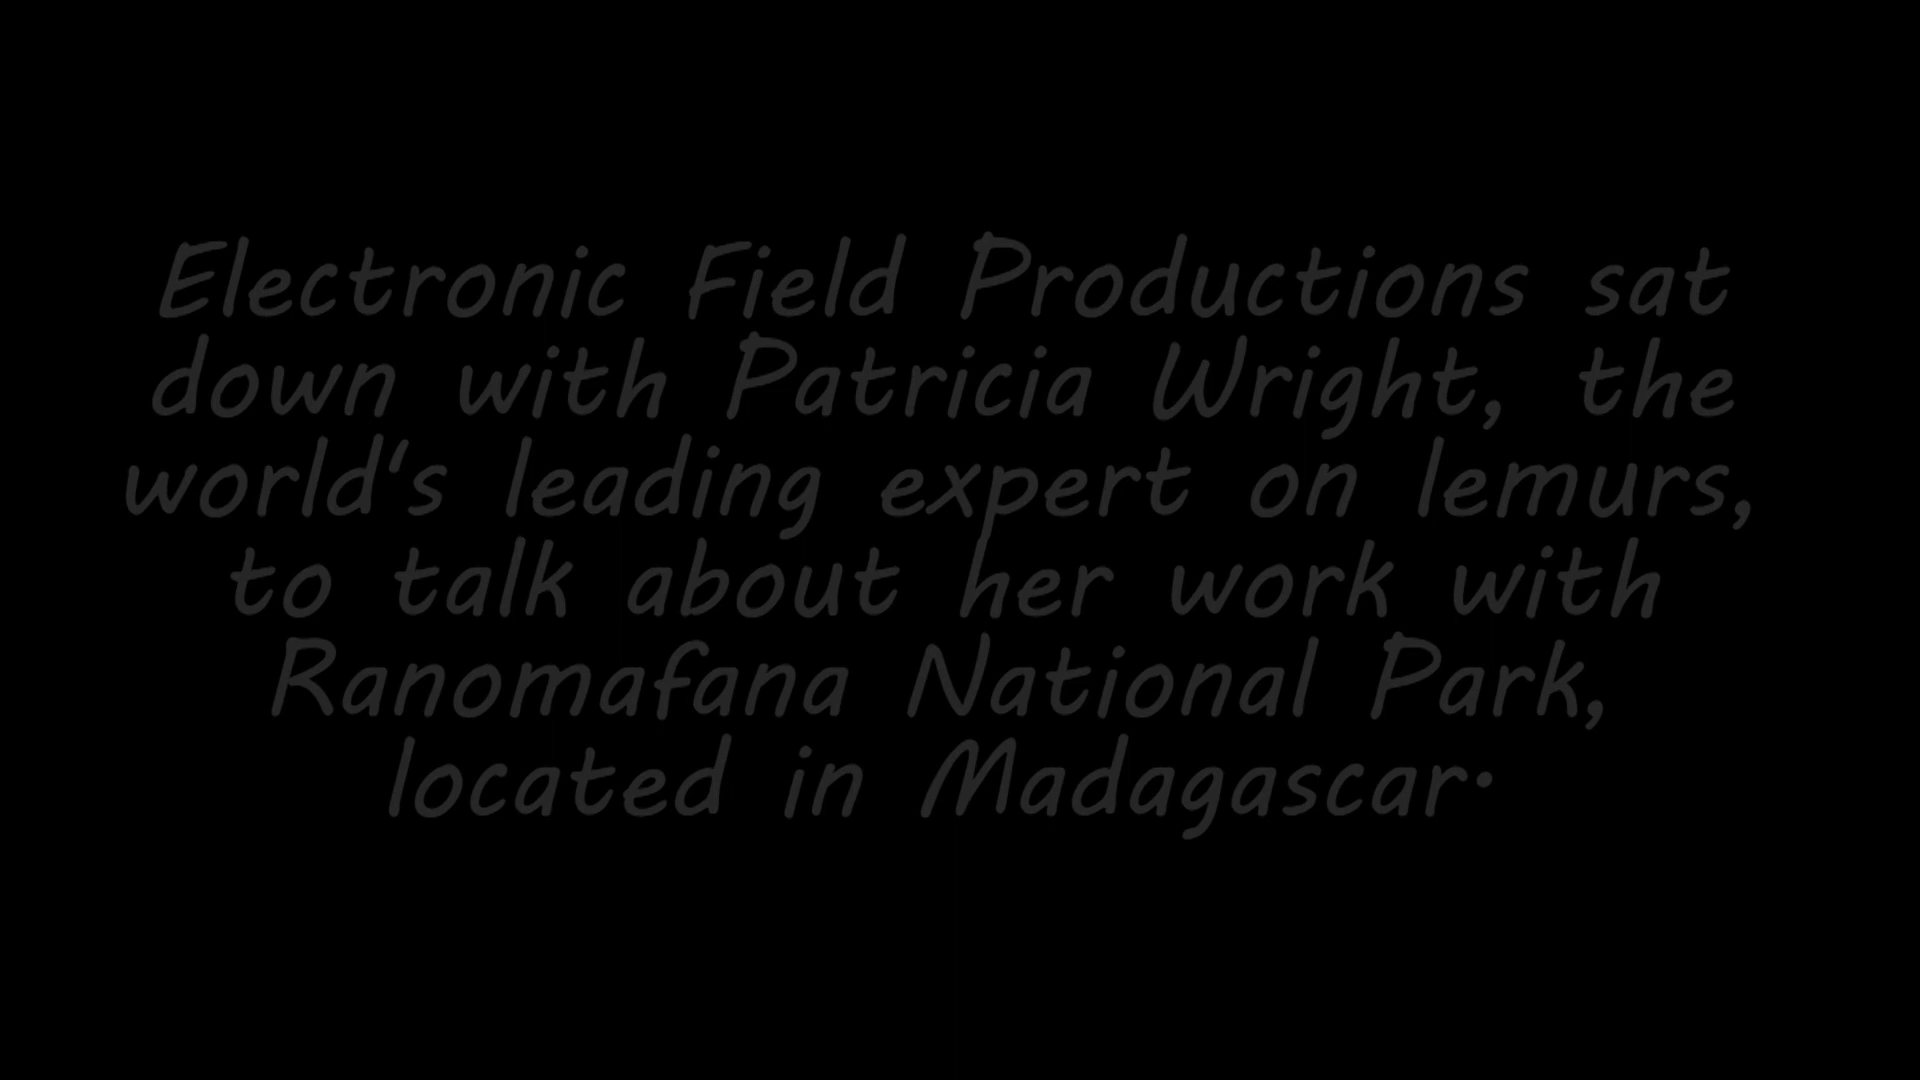 Electronic Field Productions sat
down with Patricia Wright, the
world's leading expert on lemurs,
to talk about her work with
Ranomafana National Park,
located in Madagascar.